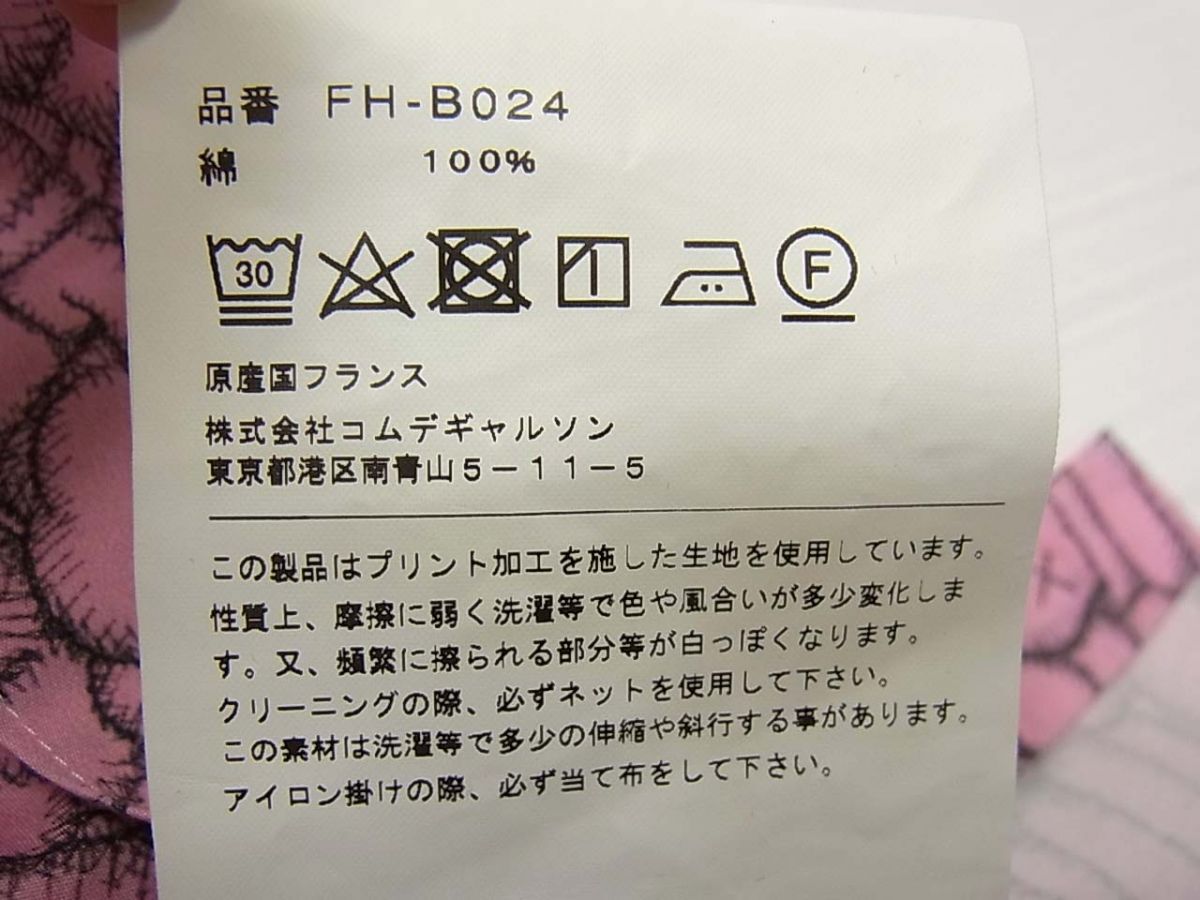 品番 FH-B024
綿 100%
30 F
原産国フランス
株式会社コムデギャルソン
東京都港区南青山5-11-5
この製品はプリント加工を施した生地を使用しています。
性質上、摩擦に弱く洗濯等で色や風合いが多少変化しま
す。又、頻繁に擦られる部分等が白っぽくなります。
クリーニングの際、必ずネットを使用して下さい。
この素材は洗濯等で多少の伸縮や斜行する事があります。
アイロン掛けの際、必ず当て布をして下さい。